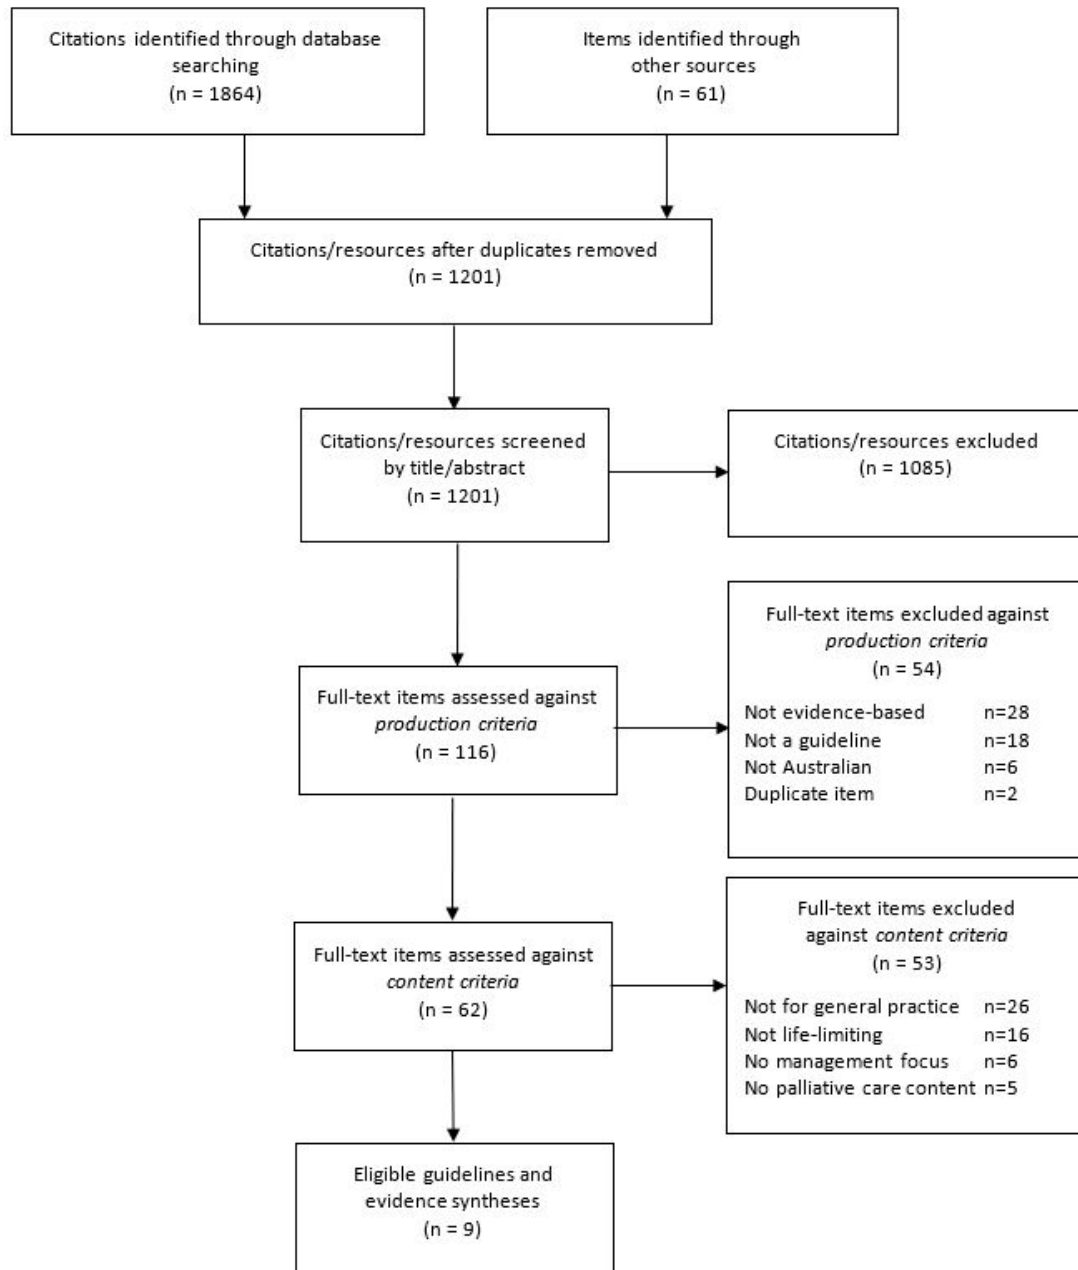 Citations identified through database
searching
(n = 1864)
Items identified through
other sources
(n = 61)
Citations/resources after duplicates removed
(n = 1201)
Citations/resources screened
by title/abstract
(n = 1201)
Citations/resources excluded
(n = 1085)
Full-text items assessed against
production criteria
(n = 116)
Full-text items excluded against
production criteria
(n = 54)
Not evidence-based n=28
Not a guideline n=18
Not Australian n=6
Duplicate item n=2
Full-text items assessed against
content criteria
(n = 62)
Full-text items excluded
against content criteria
(n = 53)
Not for general practice n=26
Not life-limiting n=16
No management focus n=6
No palliative care content n=5
Eligible guidelines and
evidence syntheses
(n = 9)